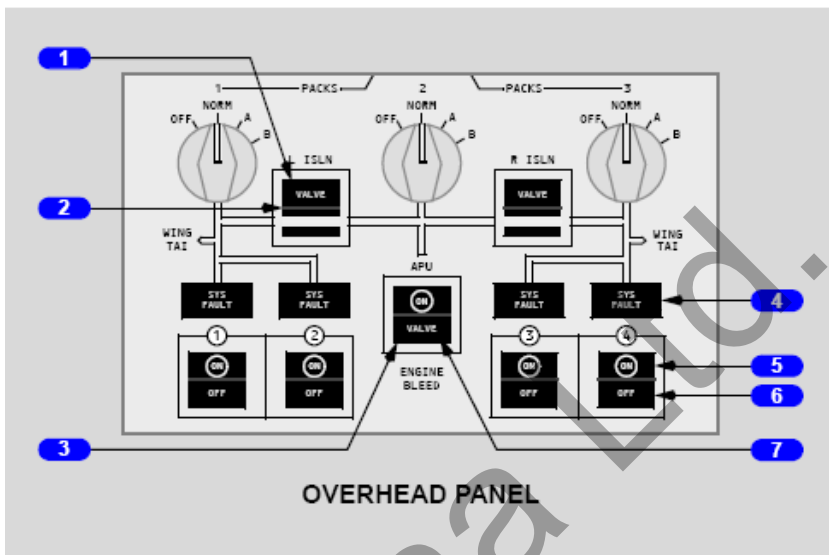 1
1 PACKS 2 PACKS 3
NORM NORM NORM
OFF A B OFF A B OFF A B
L ISLN R ISLN
VALVE VALVE
2
WING TAI WING TAI
APU
SYS FAULT SYS FAULT ON VALVE SYS FAULT SYS FAULT
4
1 2 3 4
ON ON ENGINE BLEED ON ON
5
OFF OFF OFF OFF
6
3 7
OVERHEAD PANEL
a Ltd.